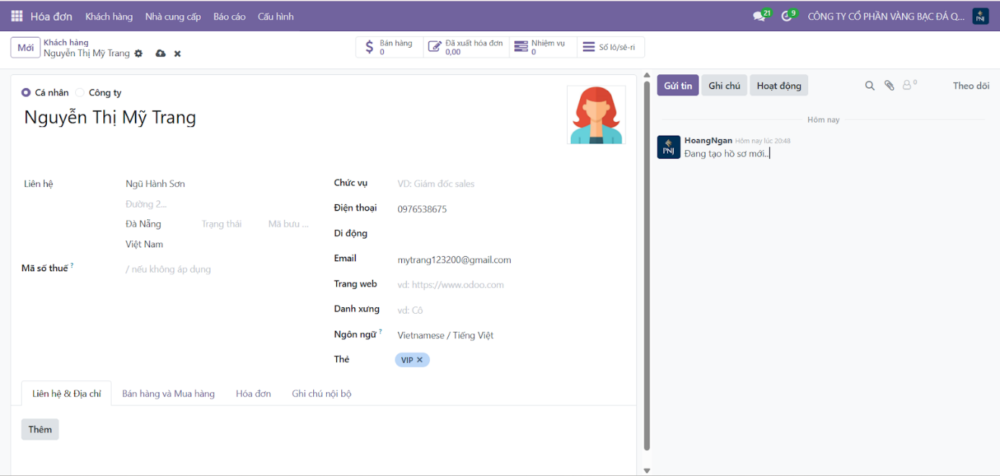 Hóa đơn Khách hàng Nhà cung cấp Báo cáo Cấu hình 21 9 CÔNG TY CỔ PHẦN VÀNG BẠC ĐÁ Q... PNJ
Mới
Khách hàng
Nguyễn Thị Mỹ Trang
Bán hàng
0
Đã xuất hóa đơn
0,00
Nhiệm vụ
0
Số lô/sê-ri
Cá nhân Công ty
Nguyễn Thị Mỹ Trang
Liên hệ
Ngũ Hành Sơn
Đường 2...
Đà Nẵng Trạng thái Mã bưu ...
Việt Nam
Mã số thuế ? / nếu không áp dụng
Chức vụ VD: Giám đốc sales
Điện thoại 0976538675
Di động
Email mytrang123200@gmail.com
Trang web vd: https://www.odoo.com
Danh xưng vd: Cô
Ngôn ngữ ? Vietnamese / Tiếng Việt
Thẻ VIP
Liên hệ & Địa chỉ Bán hàng và Mua hàng Hóa đơn Ghi chú nội bộ
Thêm
Gửi tin Ghi chú Hoạt động 0 Theo dõi
Hôm nay
PNJ
HoangNgan Hôm nay lúc 20:48
Đang tạo hồ sơ mới..